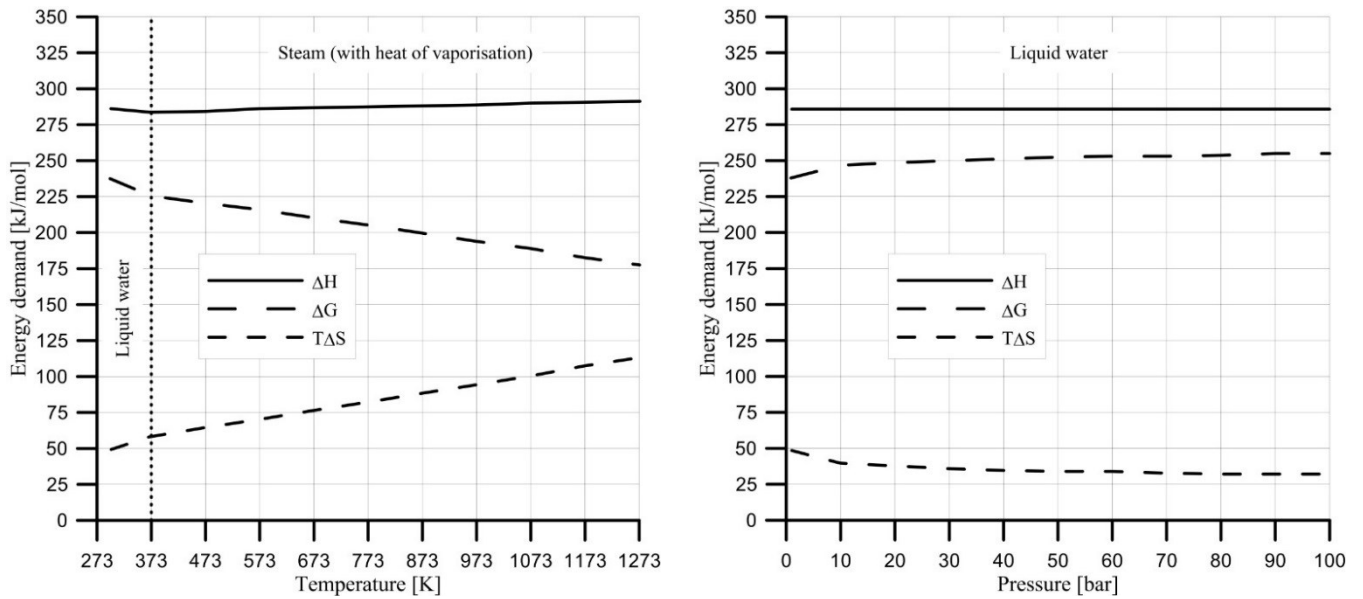 350
325
300
275
250
225
200
175
150
125
100
75
50
25
0
Energy demand [kJ/mol]
Steam (with heat of vaporisation)
Liquid water
ΔH
ΔG
TΔS
273 373 473 573 673 773 873 973 1073 1173 1273
Temperature [K]
350
325
300
275
250
225
200
175
150
125
100
75
50
25
0
Energy demand [kJ/mol]
Liquid water
ΔH
ΔG
TΔS
0 10 20 30 40 50 60 70 80 90 100
Pressure [bar]